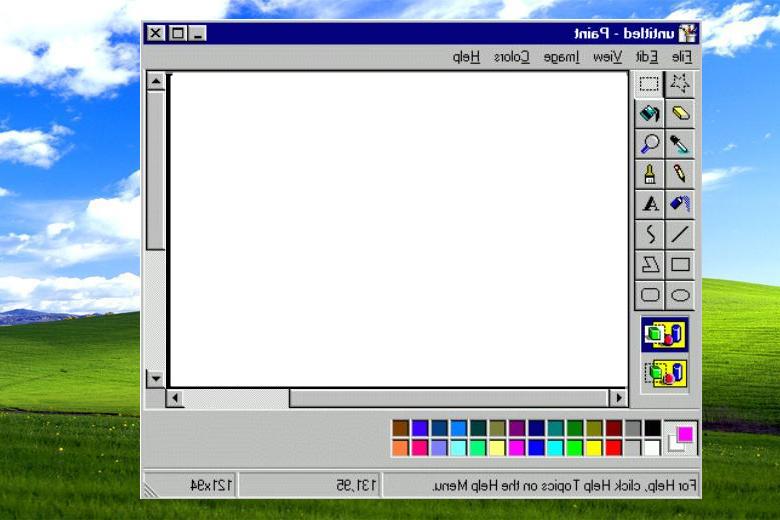 untitled - Paint
File Edit View Image Colors Help
A
For Help, click Help Topics on the Help Menu. 131,95 121x94